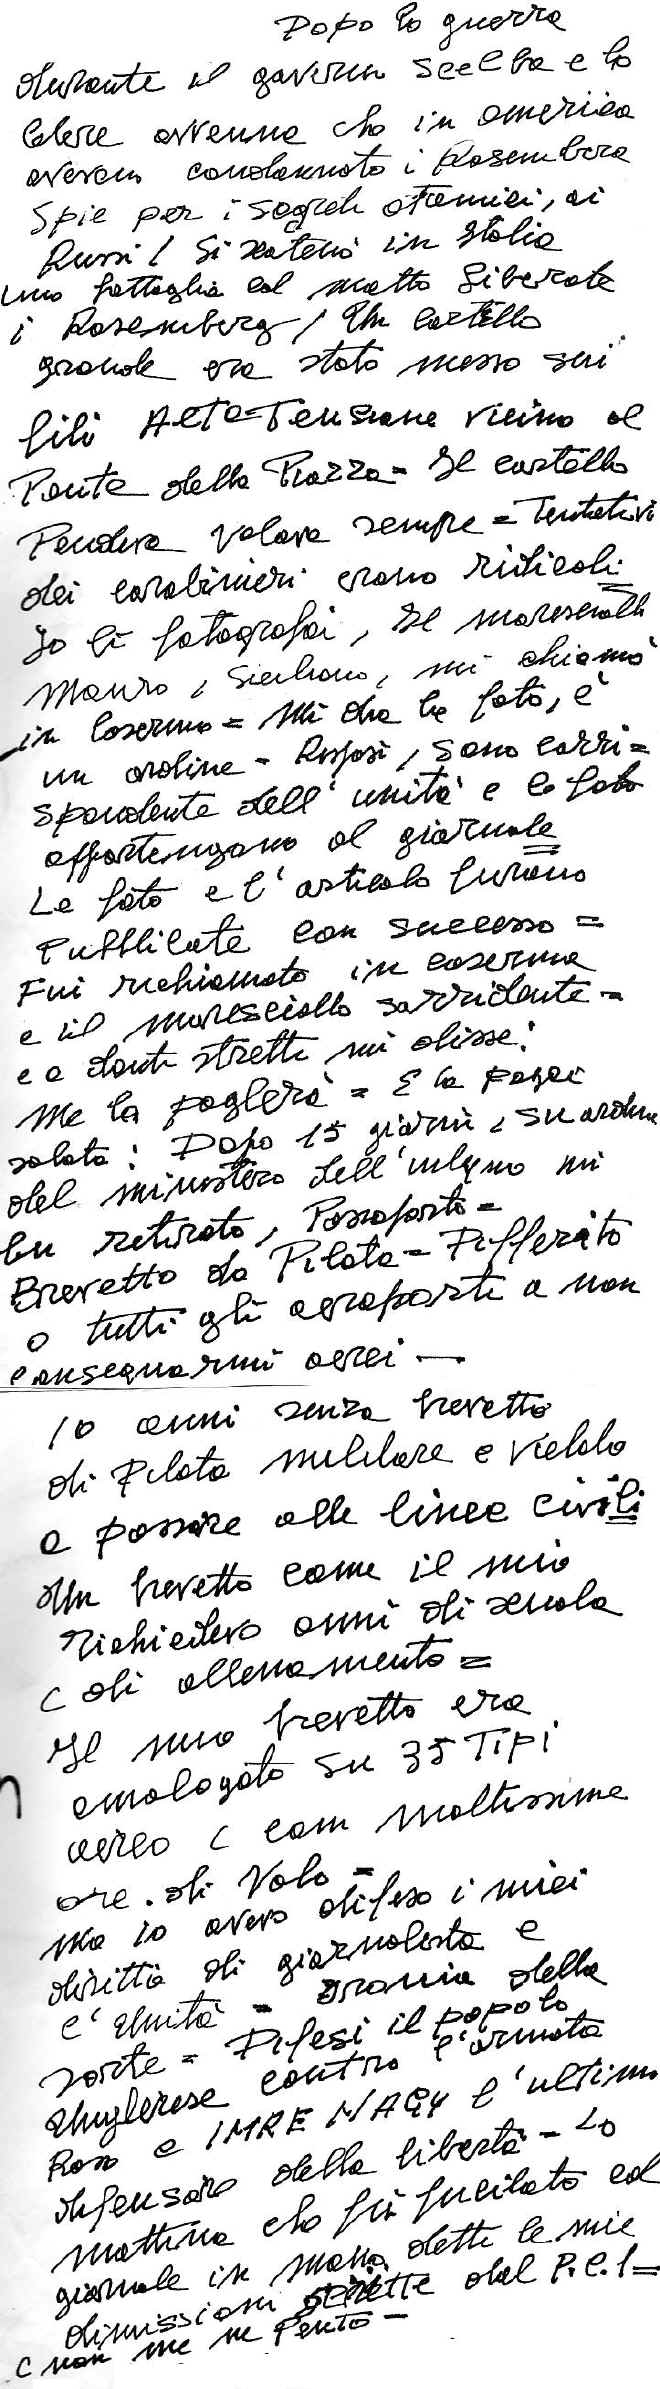 Dopo la guerra
durante il governo Scelba e la
celere avvenne che in america
avevano condannato i Rosemberg
Spie per i segreti atomici, ai
Russi / Si scatenò in Italia
una battaglia col motto Liberate
i Rosemberg / Un cartello
grande era stato messo sui
fili Alta-Tensione vicino al
Ponte della Piazza = Il cartello
Pendeva volava sempre = Tentativi
dei carabinieri erano ridicoli
Io li fotografai, Il maresciallo
Mauro, siciliano, mi chiamò
in Caserma = Mi dia le foto, è
un ordine - Risposi, sono corri=
spondente dell'unità e le foto
appartengano al giornale
Le foto e l'articolo furono
Pubblicate con successo =
Fui richiamato in caserma
e il maresciallo sorridente -
e a denti stretti mi disse:
Me la pagherà = E la pagai
salata: Dopo 15 giorni, su ordine
del ministero dell'interno mi
fu retirato, Passaporto =
Brevetto da Pilota = Differito
a tutti gli aeroporti a non
consegnarmi aerei —
10 anni senza brevetto
di Pilota militare e vietato
a passare alle linee civili
Un brevetto come il mio
richiedeva anni di scuola
e di allenamento =
Il mio brevetto era
omologato su 35 Tipi
aereo e con moltissime
ore. di Volo =
Ma io avevo difeso i miei
diritti di giornalista e
l'Unità = Ironia della
sorte = Difesi il popolo
Ungherese contro l'armata
Rossa e IMRE NAGY l'ultimo
difensore della libertà = Lo
mattina che fu fucilato col
giornale in mano detti le mie
dimissioni scritte dal P.C.I =
e non me ne Pento -